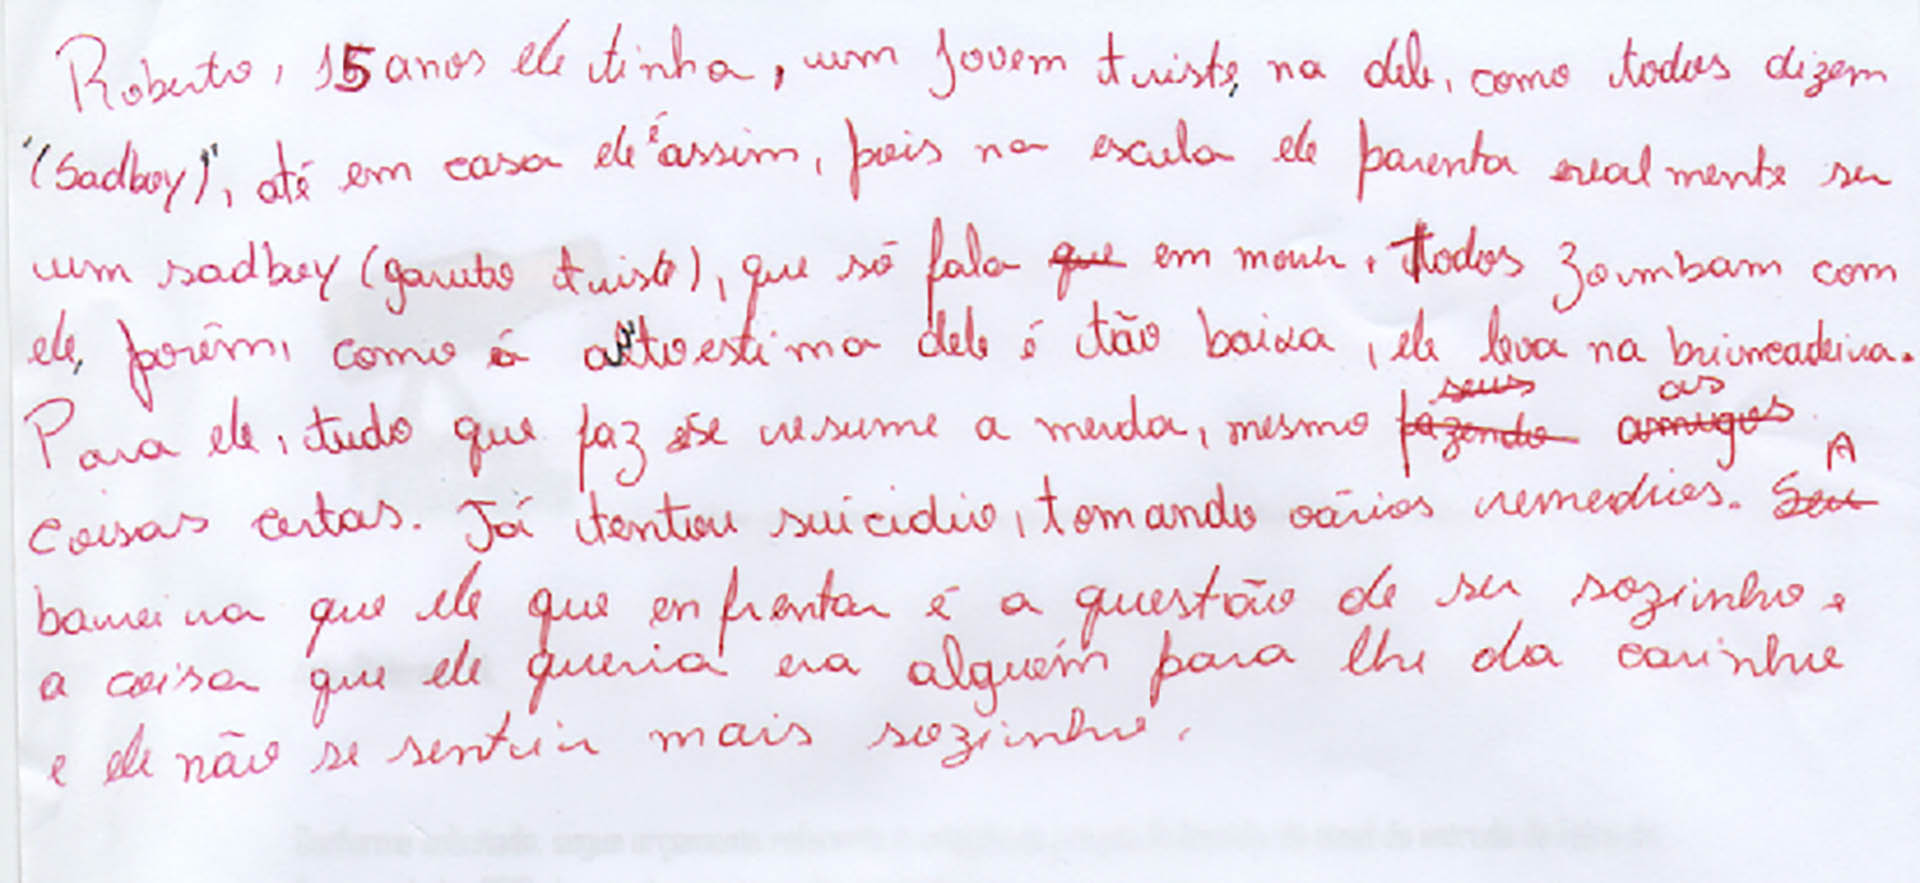 Roberto, 15 anos ele tinha, um jovem triste, na dele, como todos dizem
"(Sadboy)", até em casa ele é assim, pois na escola ele parenta realmente ser
um sadboy (garoto triste), que só fala que em morrer. Todos zombam com
ele, porém, como a autoestima dele é tão baixa, ele leva na brincadeira.
Para ele, tudo que faz se resume a merda, mesmo fazendo seus amigos as
coisas certas. Já tentou suicidio, tomando vários remedios. Seu A
barreira que ele que enfrentar é a questão de ser sozinho e
a coisa que ele queria era alguém para lhe da carinho
e ele não se sentir mais sozinho.